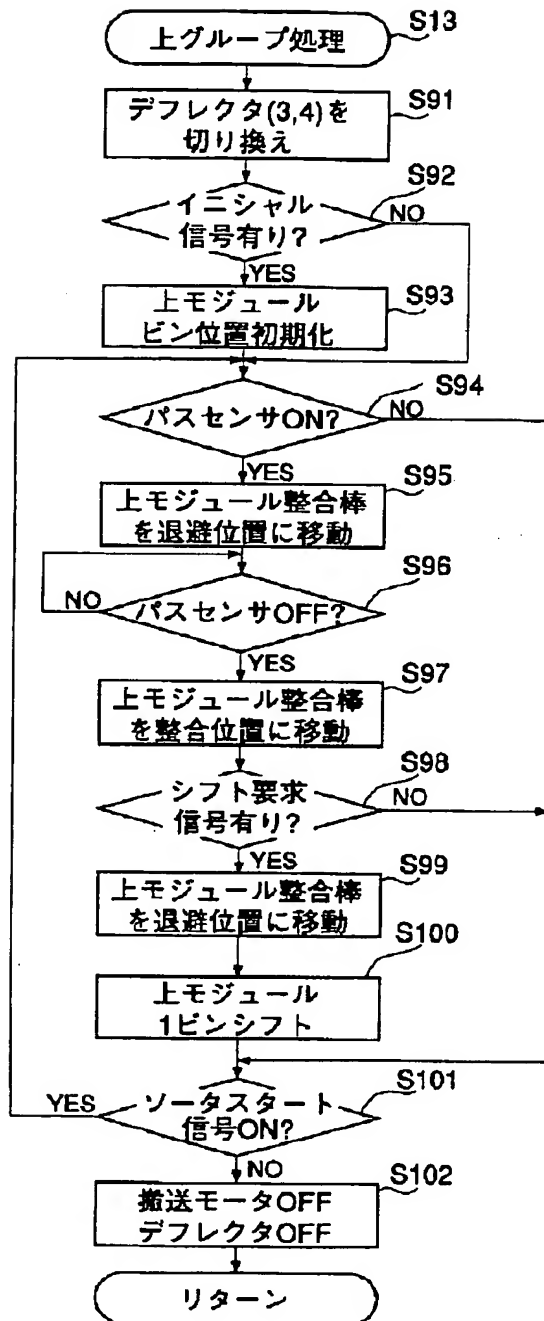 上グループ処理
S13
デフレクタ(3,4)を
切り換え
S91
イニシャル
信号有り?
S92
NO
YES
上モジュール
ビン位置初期化
S93
パスセンサON?
S94
NO
YES
上モジュール整合棒
を退避位置に移動
S95
パスセンサOFF?
S96
NO
YES
上モジュール整合棒
を整合位置に移動
S97
シフト要求
信号有り?
S98
NO
YES
上モジュール整合棒
を退避位置に移動
S99
上モジュール
1ビンシフト
S100
ソータスタート
信号ON?
S101
YES
NO
搬送モータOFF
デフレクタOFF
S102
リターン